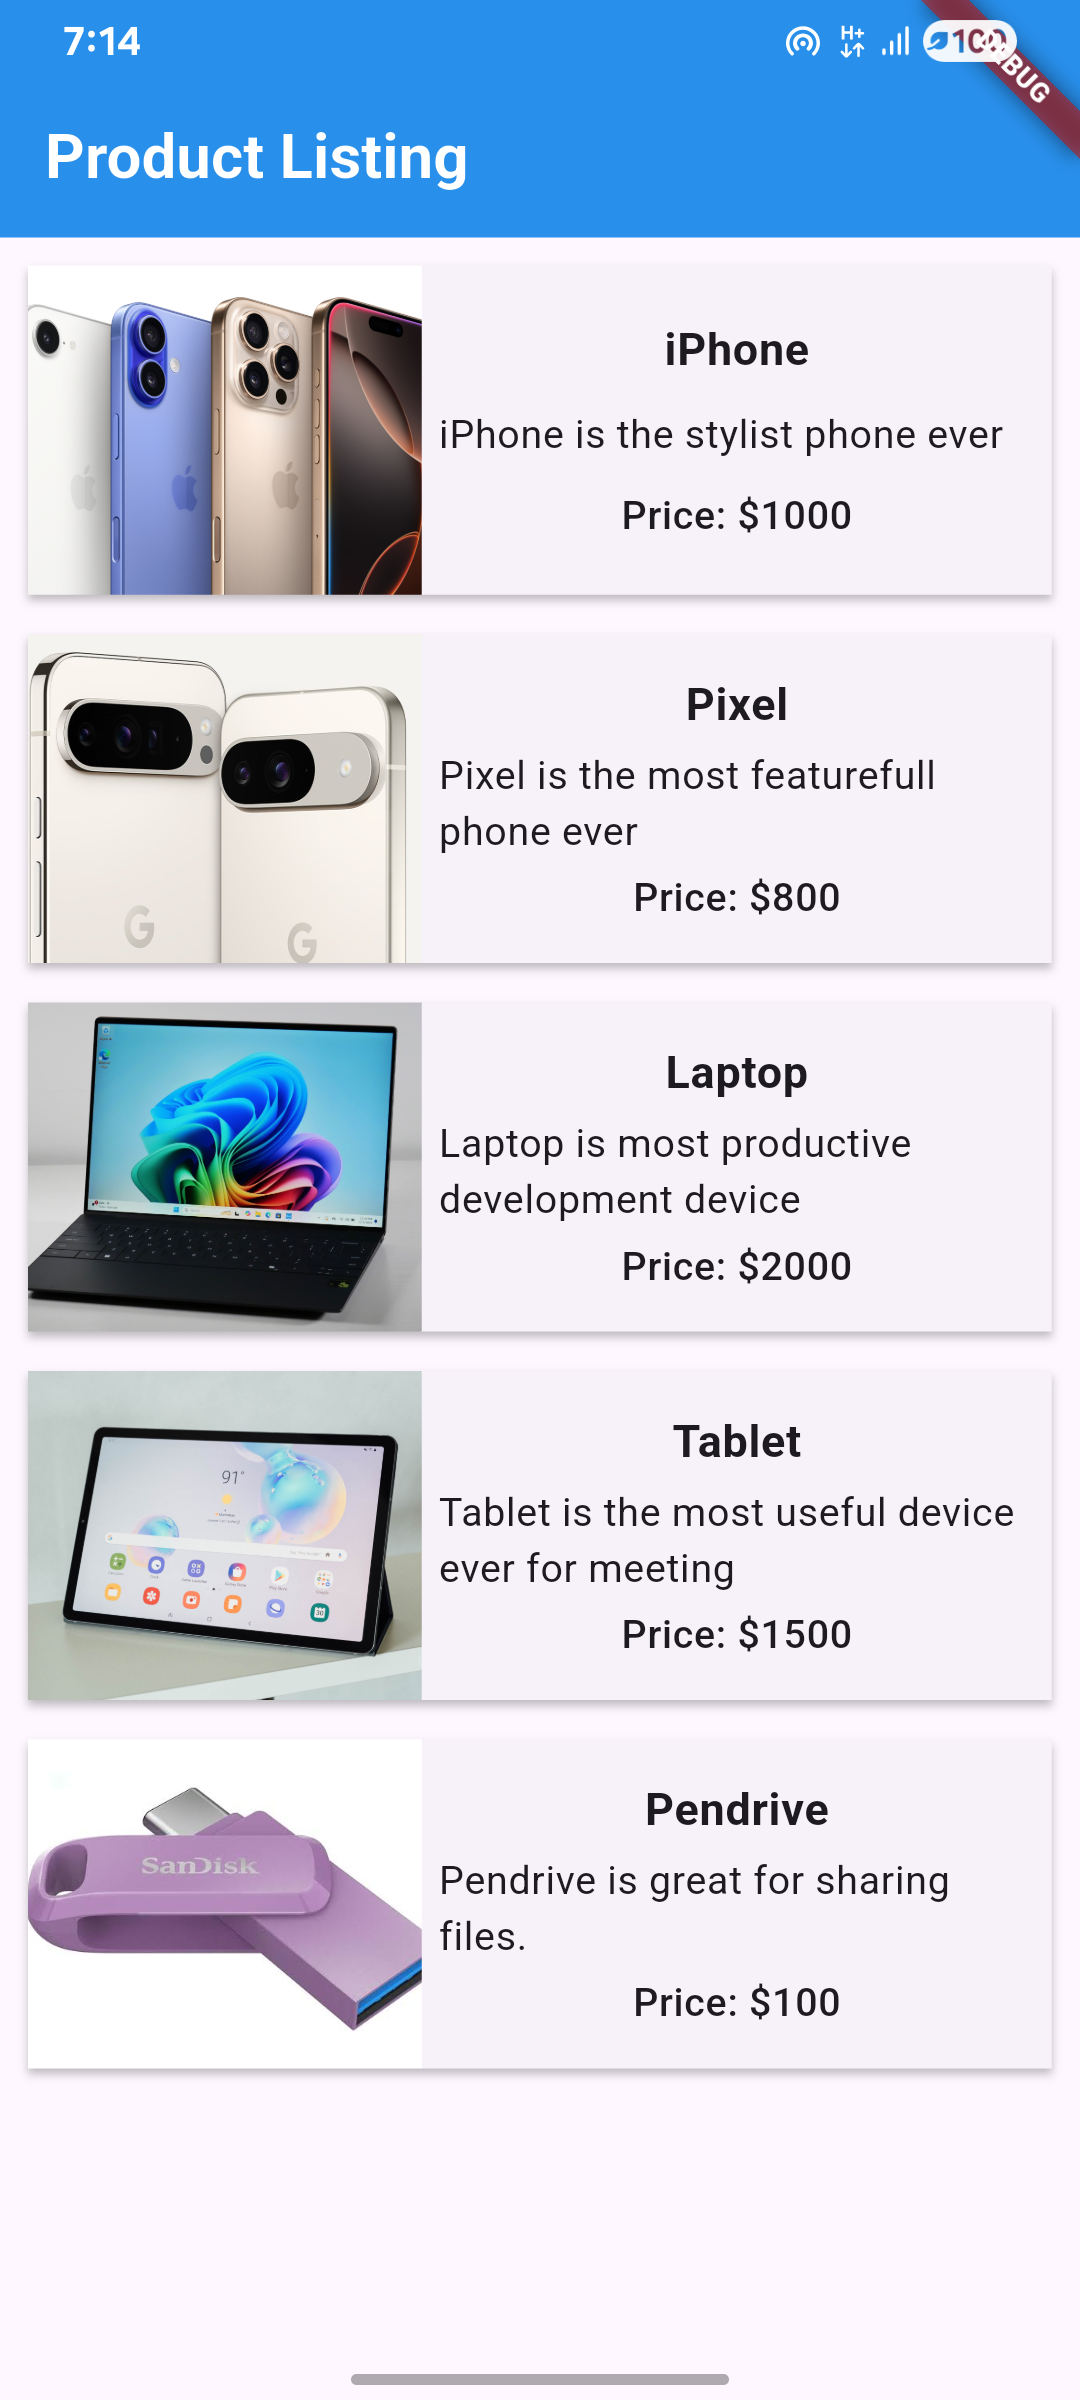 7:14
H+
100
BUG
Product Listing
iPhone
iPhone is the stylist phone ever
Price: $1000
Pixel
Pixel is the most featurefull
phone ever
Price: $800
Laptop
Laptop is most productive
development device
Price: $2000
91°
Tablet
Tablet is the most useful device
ever for meeting
Price: $1500
SanDisk
Pendrive
Pendrive is great for sharing
files.
Price: $100